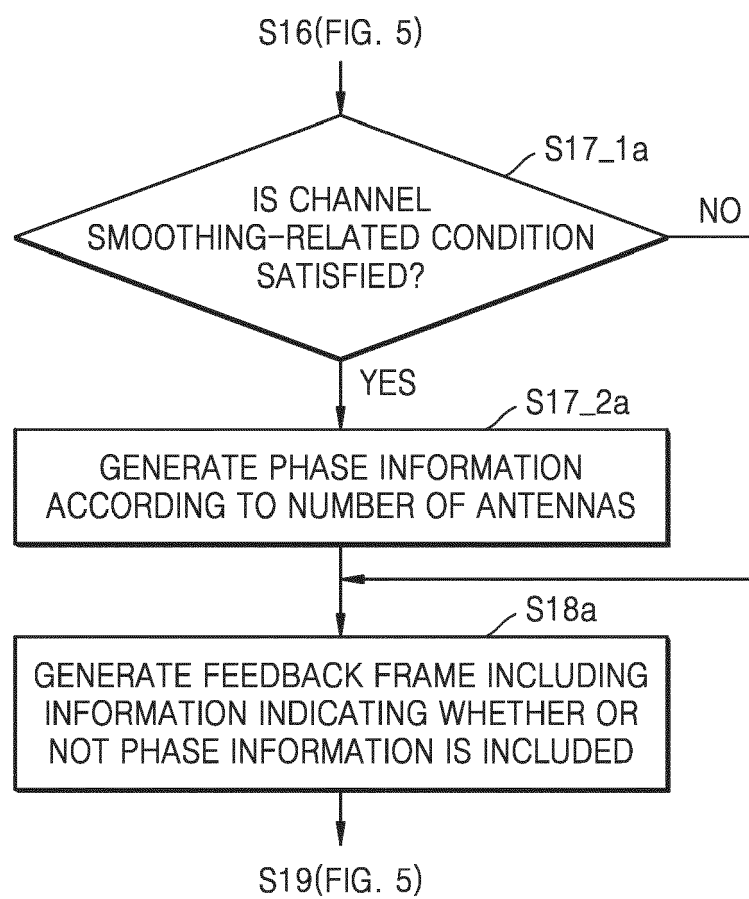 S16(FIG. 5)
S17_1a
IS CHANNEL
SMOOTHING-RELATED CONDITION
SATISFIED?
NO
YES
S17_2a
GENERATE PHASE INFORMATION
ACCORDING TO NUMBER OF ANTENNAS
S18a
GENERATE FEEDBACK FRAME INCLUDING
INFORMATION INDICATING WHETHER OR
NOT PHASE INFORMATION IS INCLUDED
S19(FIG. 5)